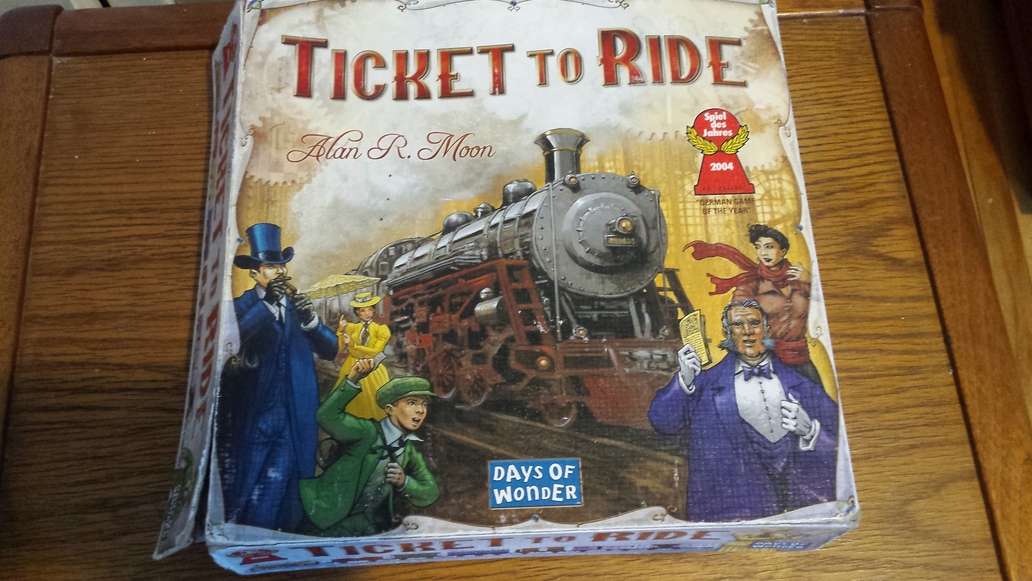 TICKET TO RIDE
Alan R. Moon
Spiel
des
Jahres
2004
"GERMAN GAME
OF THE YEAR"
DAYS OF
WONDER
TICKET TO RIDE